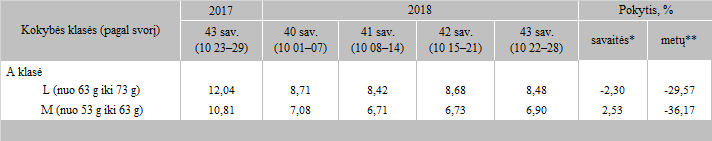 Kokybės klasės (pagal svorį) 2017 2018 Pokytis, %
43 sav. (10 23–29) 40 sav. (10 01–07) 41 sav. (10 08–14) 42 sav. (10 15–21) 43 sav. (10 22–28) savaitės* metų**
A klasė
L (nuo 63 g iki 73 g) 12,04 8,71 8,42 8,68 8,48 -2,30 -29,57
M (nuo 53 g iki 63 g) 10,81 7,08 6,71 6,73 6,90 2,53 -36,17